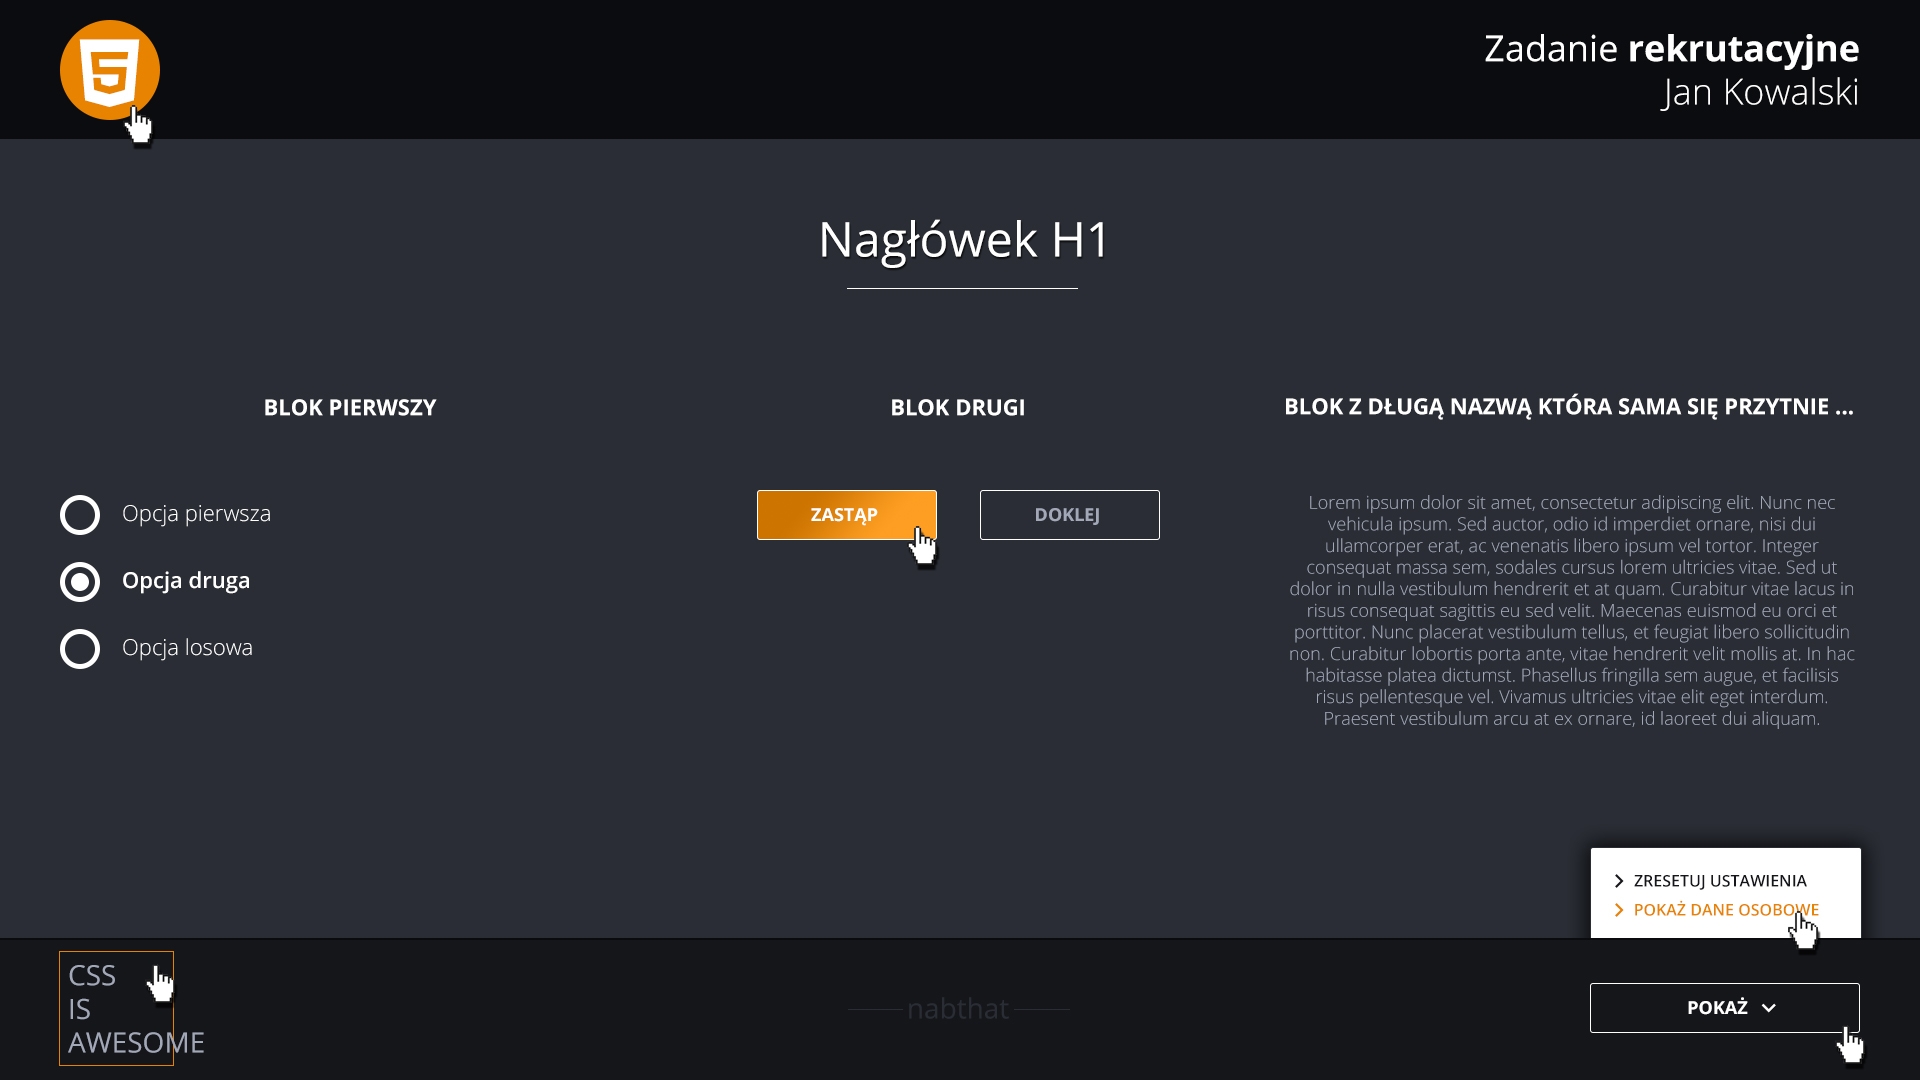 Zadanie rekrutacyjne
Jan Kowalski
Nagłówek H1
BLOK PIERWSZY
Opcja pierwsza
Opcja druga
Opcja losowa
BLOK DRUGI
ZASTĄP
DOKLEJ
BLOK Z DŁUGĄ NAZWĄ KTÓRA SAMA SIĘ PRZYTNIE ...
Lorem ipsum dolor sit amet, consectetur adipiscing elit. Nunc nec
vehicula ipsum. Sed auctor, odio id imperdiet ornare, nisi dui
ullamcorper erat, ac venenatis libero ipsum vel tortor. Integer
consequat massa sem, sodales cursus lorem ultricies vitae. Sed ut
dolor in nulla vestibulum hendrerit et at quam. Curabitur vitae lacus in
risus consequat sagittis eu sed velit. Maecenas euismod eu orci et
porttitor. Nunc placerat vestibulum tellus, et feugiat libero sollicitudin
non. Curabitur lobortis porta ante, vitae hendrerit velit mollis at. In hac
habitasse platea dictumst. Phasellus fringilla sem augue, et facilisis
risus pellentesque vel. Vivamus ultricies vitae elit eget interdum.
Praesent vestibulum arcu at ex ornare, id laoreet dui aliquam.
ZRESETUJ USTAWIENIA
POKAŻ DANE OSOBOWE
CSS
IS
AWESOME
nabthat
POKAŻ